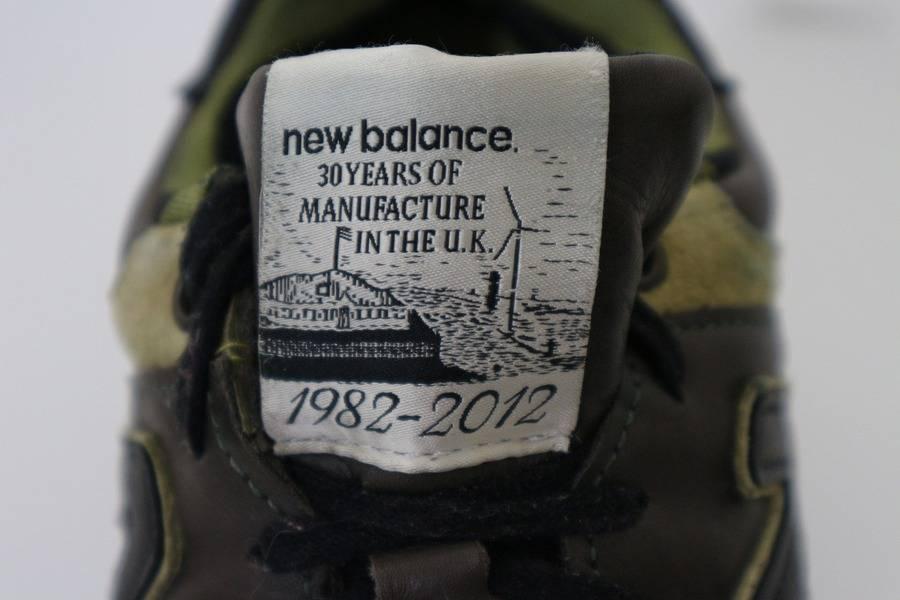 new balance.
30 YEARS OF
MANUFACTURE
IN THE U.K.
1982-2012